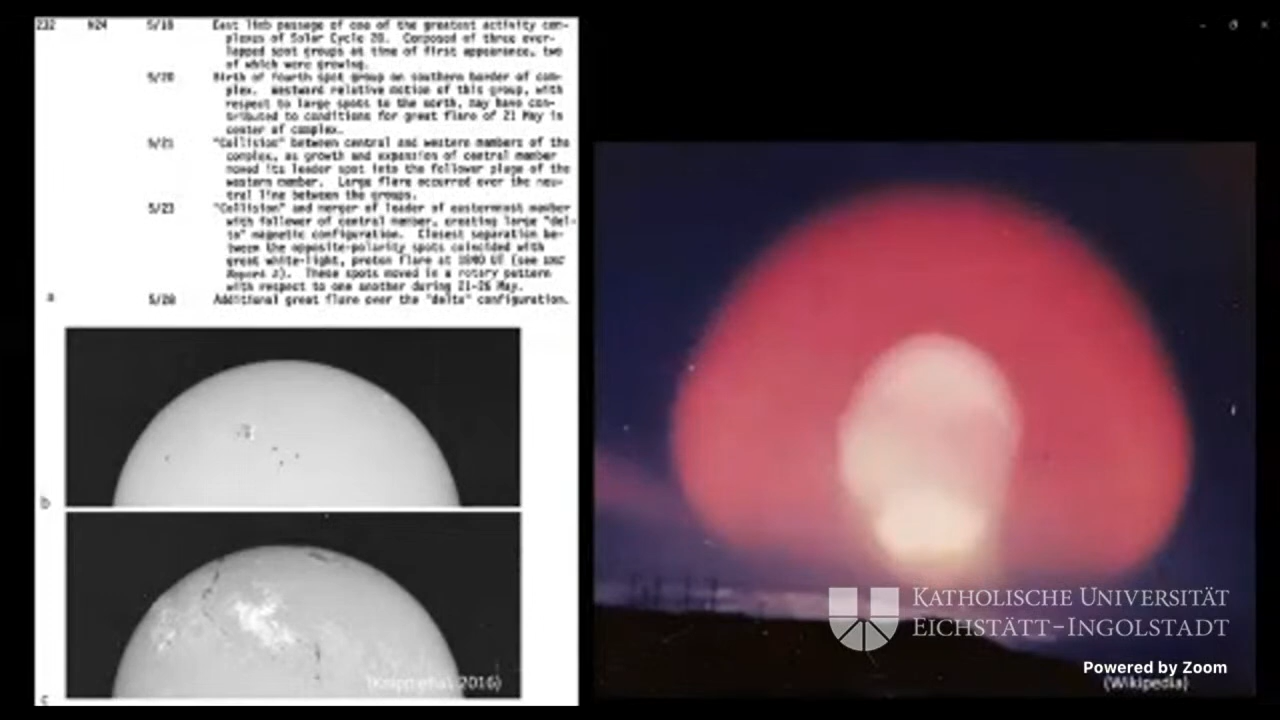 232 N24 5/18 East limb passage of one of the greatest activity com-
plexes of Solar Cycle 20. Composed of three over-
lapped spot groups at time of first appearance, two
of which were growing.
5/20 Birth of fourth spot group on southern border of com-
plex. Westward relative motion of this group, with
respect to large spots to the north, may have con-
tributed to conditions for great flare of 21 May in
center of complex.
5/21 "Collision" between central and western members of the
complex, as growth and expansion of central member
moved its leader spot into the follower plage of the
western member. Large flare occurred over the neu-
tral line between the groups.
5/23 "Collision" and merger of leader of easternmost member
with follower of central member, creating large "del-
ta" magnetic configuration. Closest separation be-
tween the opposite-polarity spots coincided with
great white-light, proton flare at 1840 UT (see
Report 2). These spots moved in a rotary pattern
with respect to one another during 21-26 May.
a 5/28 Additional great flare over the "delta" configuration.
b
c
(Knipp et al. 2016)
KATHOLISCHE UNIVERSITÄT
EICHSTÄTT-INGOLSTADT
Powered by Zoom
(Wikipedia)